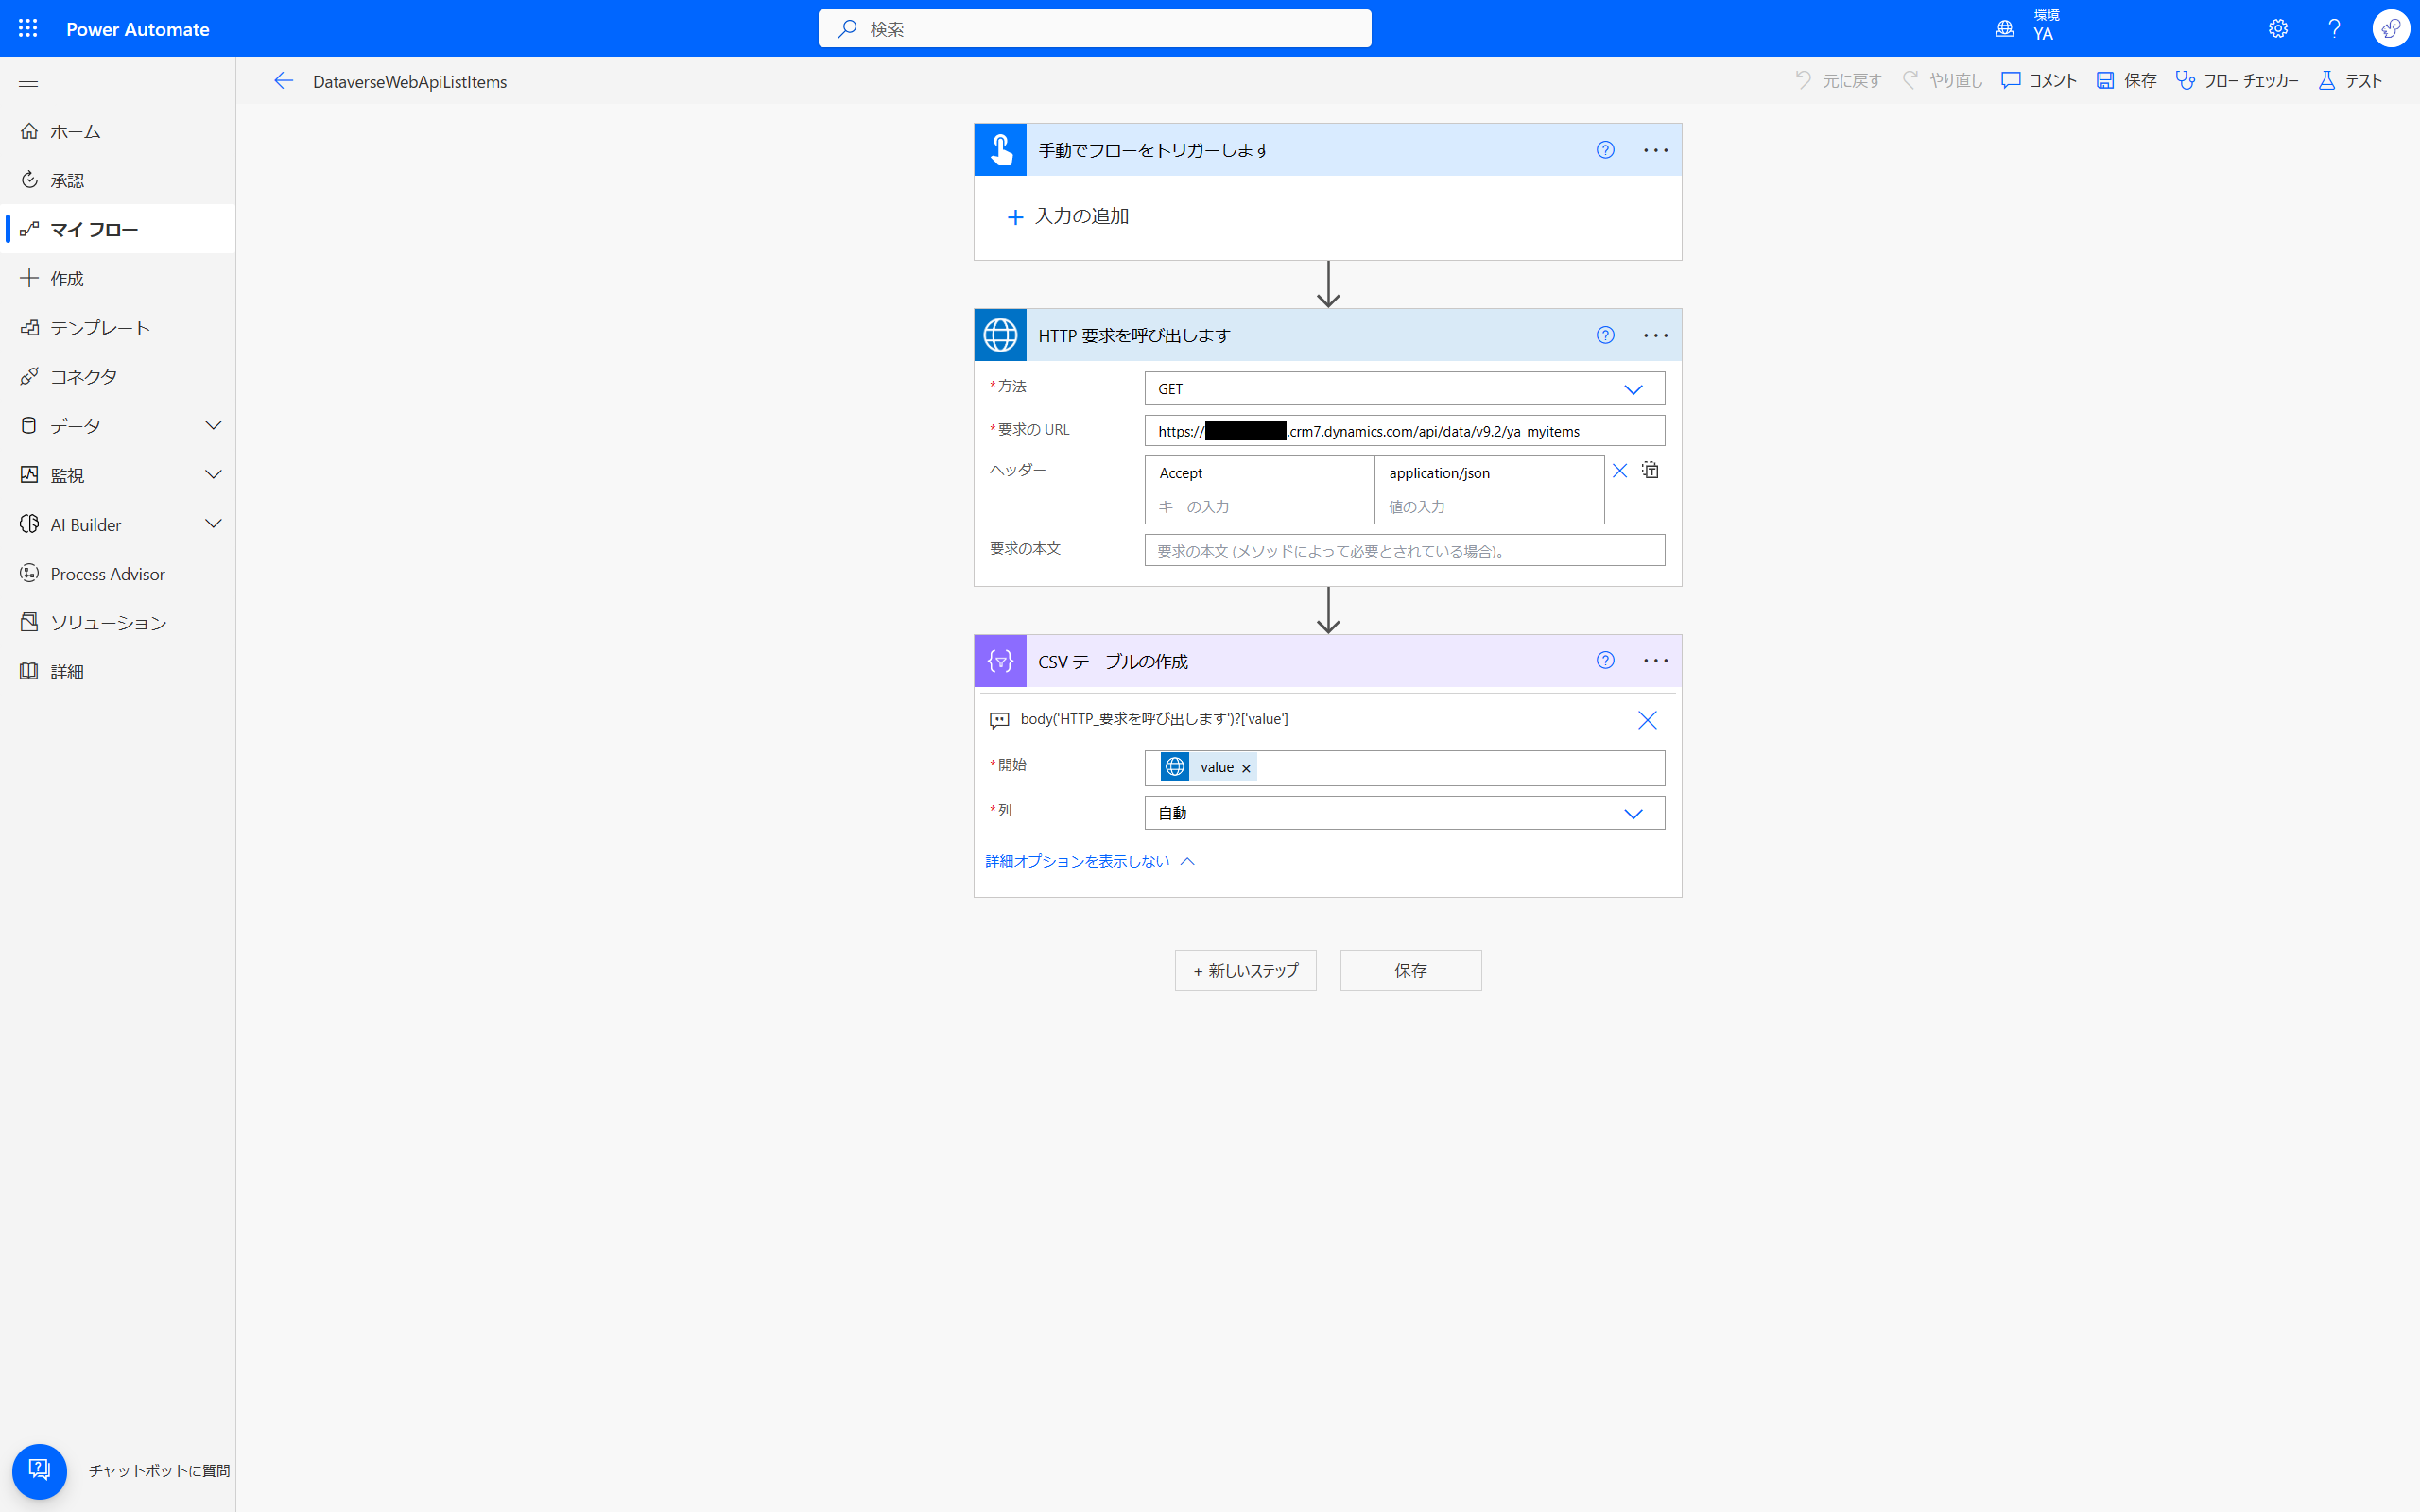 Power Automate
検索
環境
YA
DataverseWebApiListItems
元に戻す
やり直し
コメント
保存
フロー チェッカー
テスト
ホーム
承認
マイ フロー
作成
テンプレート
コネクタ
データ
監視
AI Builder
Process Advisor
ソリューション
詳細
手動でフローをトリガーします
入力の追加
HTTP 要求を呼び出します
*方法
GET
*要求の URL
https://
.crm7.dynamics.com/api/data/v9.2/ya_myitems
ヘッダー
Accept
application/json
キーの入力
値の入力
要求の本文
要求の本文 (メソッドによって必要とされている場合)。
CSV テーブルの作成
body('HTTP_要求を呼び出します')?['value']
*開始
value
*列
自動
詳細オプションを表示しない
+ 新しいステップ
保存
チャットボットに質問